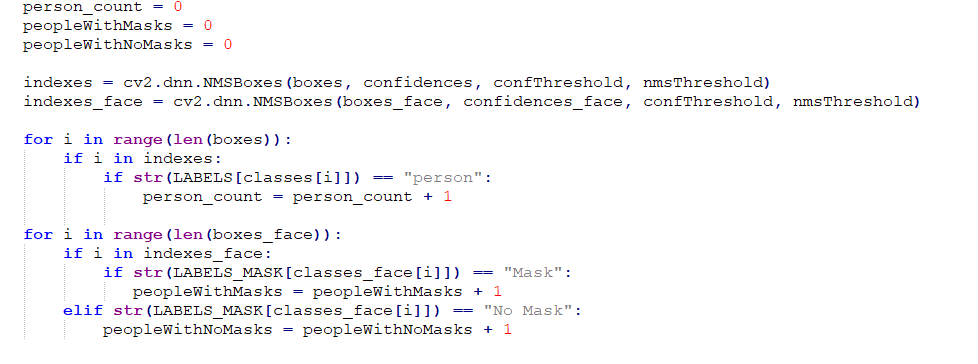 person_count = 0
peopleWithMasks = 0
peopleWithNoMasks = 0

indexes = cv2.dnn.NMSBoxes(boxes, confidences, confThreshold, nmsThreshold)
indexes_face = cv2.dnn.NMSBoxes(boxes_face, confidences_face, confThreshold, nmsThreshold)

for i in range(len(boxes)):
    if i in indexes:
        if str(LABELS[classes[i]]) == "person":
            person_count = person_count + 1

for i in range(len(boxes_face)):
    if i in indexes_face:
        if str(LABELS_MASK[classes_face[i]]) == "Mask":
           peopleWithMasks = peopleWithMasks + 1
    elif str(LABELS_MASK[classes_face[i]]) == "No Mask":
        peopleWithNoMasks = peopleWithNoMasks + 1